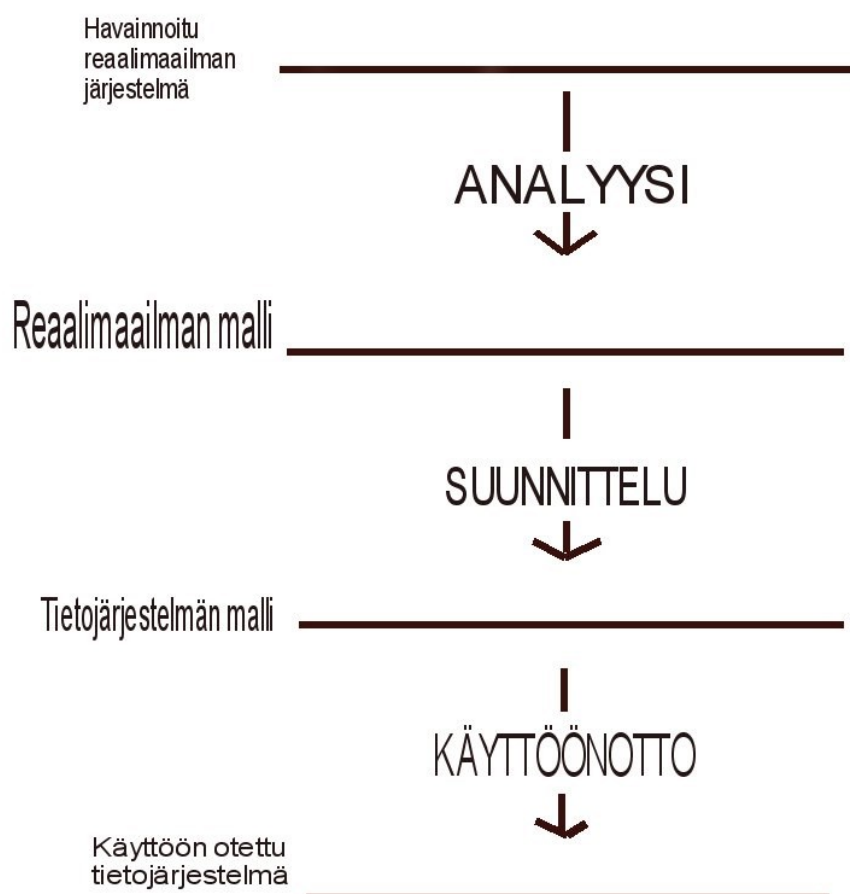 Havainnoitu
reaalimaailman
järjestelmä
ANALYYSI
Reaalimaailman malli
SUUNNITTELU
Tietojärjestelmän malli
KÄYTTÖÖNOTTO
Käyttöön otettu
tietojärjestelmä